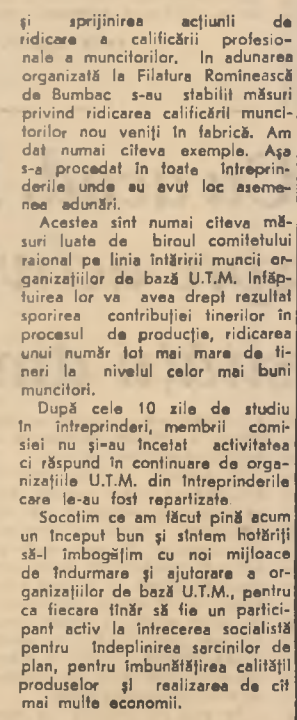 și sprijinirea acțiunii de
ridicare a calificării profesio-
nale a muncitorilor. In adunarea
organizată la Filatura Romînească
de Bumbac s-au stabilit măsuri
privind ridicarea calificării munci-
torilor nou veniți în fabrică. Am
dat numai cîteva exemple. Așa
s-a procedat în toate întreprin-
derile unde au avut loc aseme-
nea adunări.
Acestea sînt numai cîteva mă-
suri luate de biroul comitetului
raional pe linia întăririi muncii or-
ganizațiilor de bază U.T.M. Infăp-
tuirea lor va avea drept rezultat
sporirea contribuției tinerilor în
procesul de producție, ridicarea
unui număr tot mai mare de ti-
neri la nivelul celor mai buni
muncitori.
După cele 10 zile de studiu
în întreprinderi, membrii comi-
siei nu și-au încetat activitatea
ci răspund în continuare de orga-
nizațiile U.T.M. din întreprinderile
care le-au fost repartizate.
Socotim ce am făcut pînă acum
un început bun și sîntem hotărîți
să-l îmbogățim cu noi mijloace
de îndurmare și ajutorare a or-
ganizațiilor de bază U.T.M., pentru
ca fiecare tînăr să fie un partici-
pant activ la întrecerea socialistă
pentru îndeplinirea sarcinilor de
plan, pentru îmbunătățirea calității
produselor și realizarea de cît
mai multe economii.